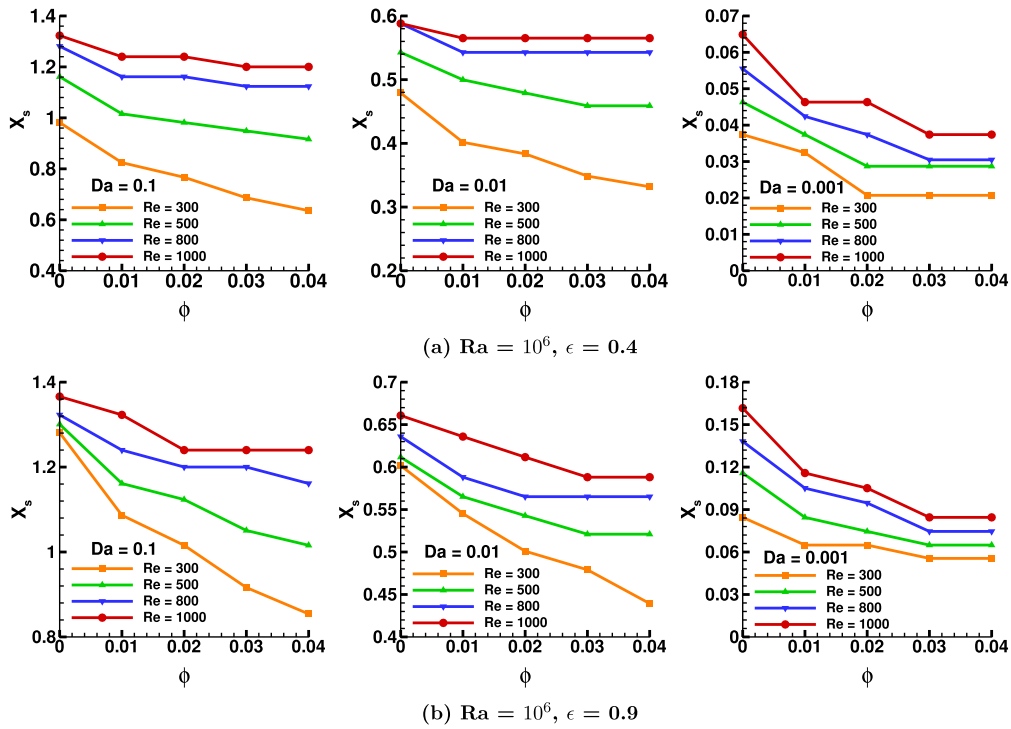 1.4
1.2
1
0.8
0.6
0.4
X_s
Da = 0.1
Re = 300
Re = 500
Re = 800
Re = 1000
0 0.01 0.02 0.03 0.04
ϕ
0.6
0.5
0.4
0.3
0.2
X_s
Da = 0.01
Re = 300
Re = 500
Re = 800
Re = 1000
0 0.01 0.02 0.03 0.04
ϕ
0.07
0.06
0.05
0.04
0.03
0.02
0.01
0
X_s
Da = 0.001
Re = 300
Re = 500
Re = 800
Re = 1000
0 0.01 0.02 0.03 0.04
ϕ
(a) Ra = 10⁶, ϵ = 0.4
1.4
1.2
1
0.8
X_s
Da = 0.1
Re = 300
Re = 500
Re = 800
Re = 1000
0 0.01 0.02 0.03 0.04
ϕ
0.7
0.65
0.6
0.55
0.5
0.45
0.4
X_s
Da = 0.01
Re = 300
Re = 500
Re = 800
Re = 1000
0 0.01 0.02 0.03 0.04
ϕ
0.18
0.15
0.12
0.09
0.06
0.03
0
X_s
Da = 0.001
Re = 300
Re = 500
Re = 800
Re = 1000
0 0.01 0.02 0.03 0.04
ϕ
(b) Ra = 10⁶, ϵ = 0.9